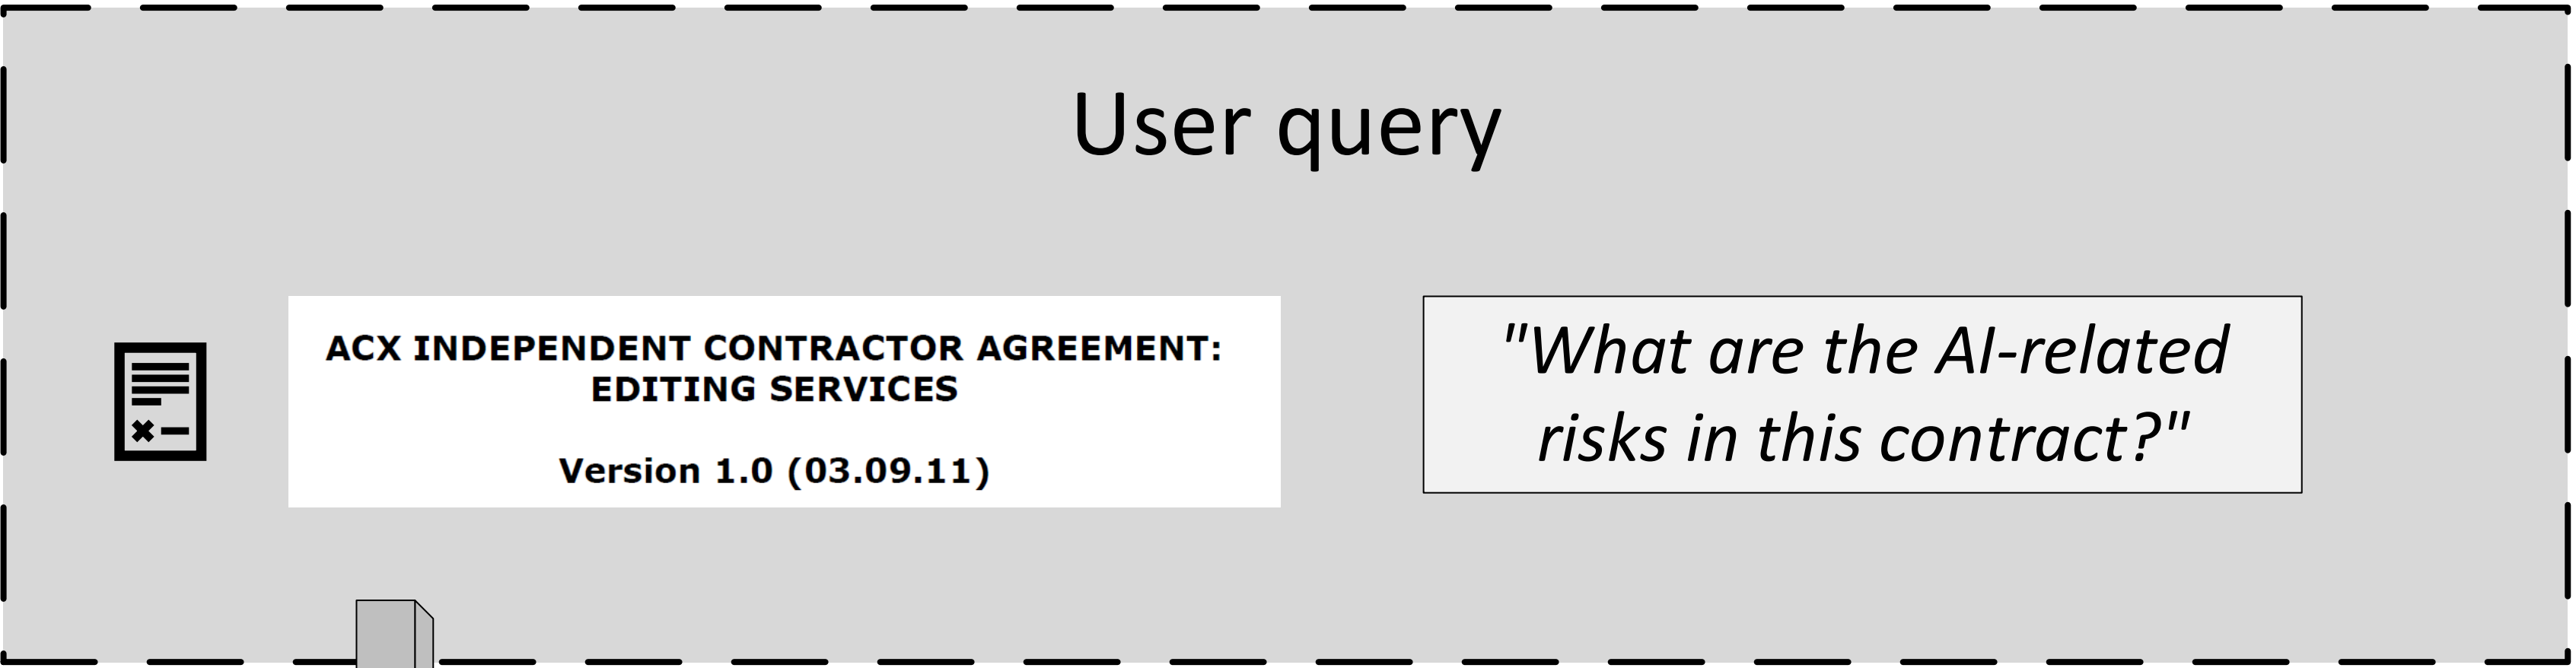 User query
ACX INDEPENDENT CONTRACTOR AGREEMENT:
EDITING SERVICES
Version 1.0 (03.09.11)
"What are the AI-related
risks in this contract?"